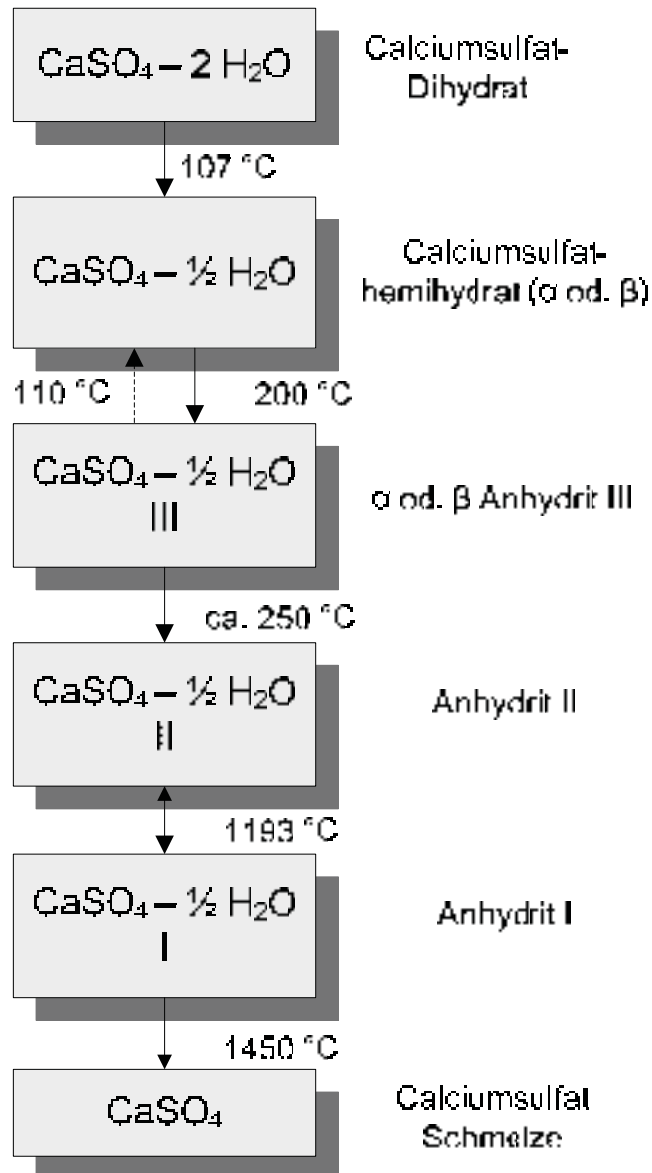 CaSO₄ – 2 H₂O
Calciumsulfat-
Dihydrat
107 °C
CaSO₄ – ½ H₂O
Calciumsulfat-
hemihydrat (α od. β)
110 °C
200 °C
CaSO₄ – ½ H₂O
III
α od. β Anhydrit III
ca. 250 °C
CaSO₄ – ½ H₂O
II
Anhydrit II
1193 °C
CaSO₄ – ½ H₂O
I
Anhydrit I
1450 °C
CaSO₄
Calciumsulfat
Schmelze